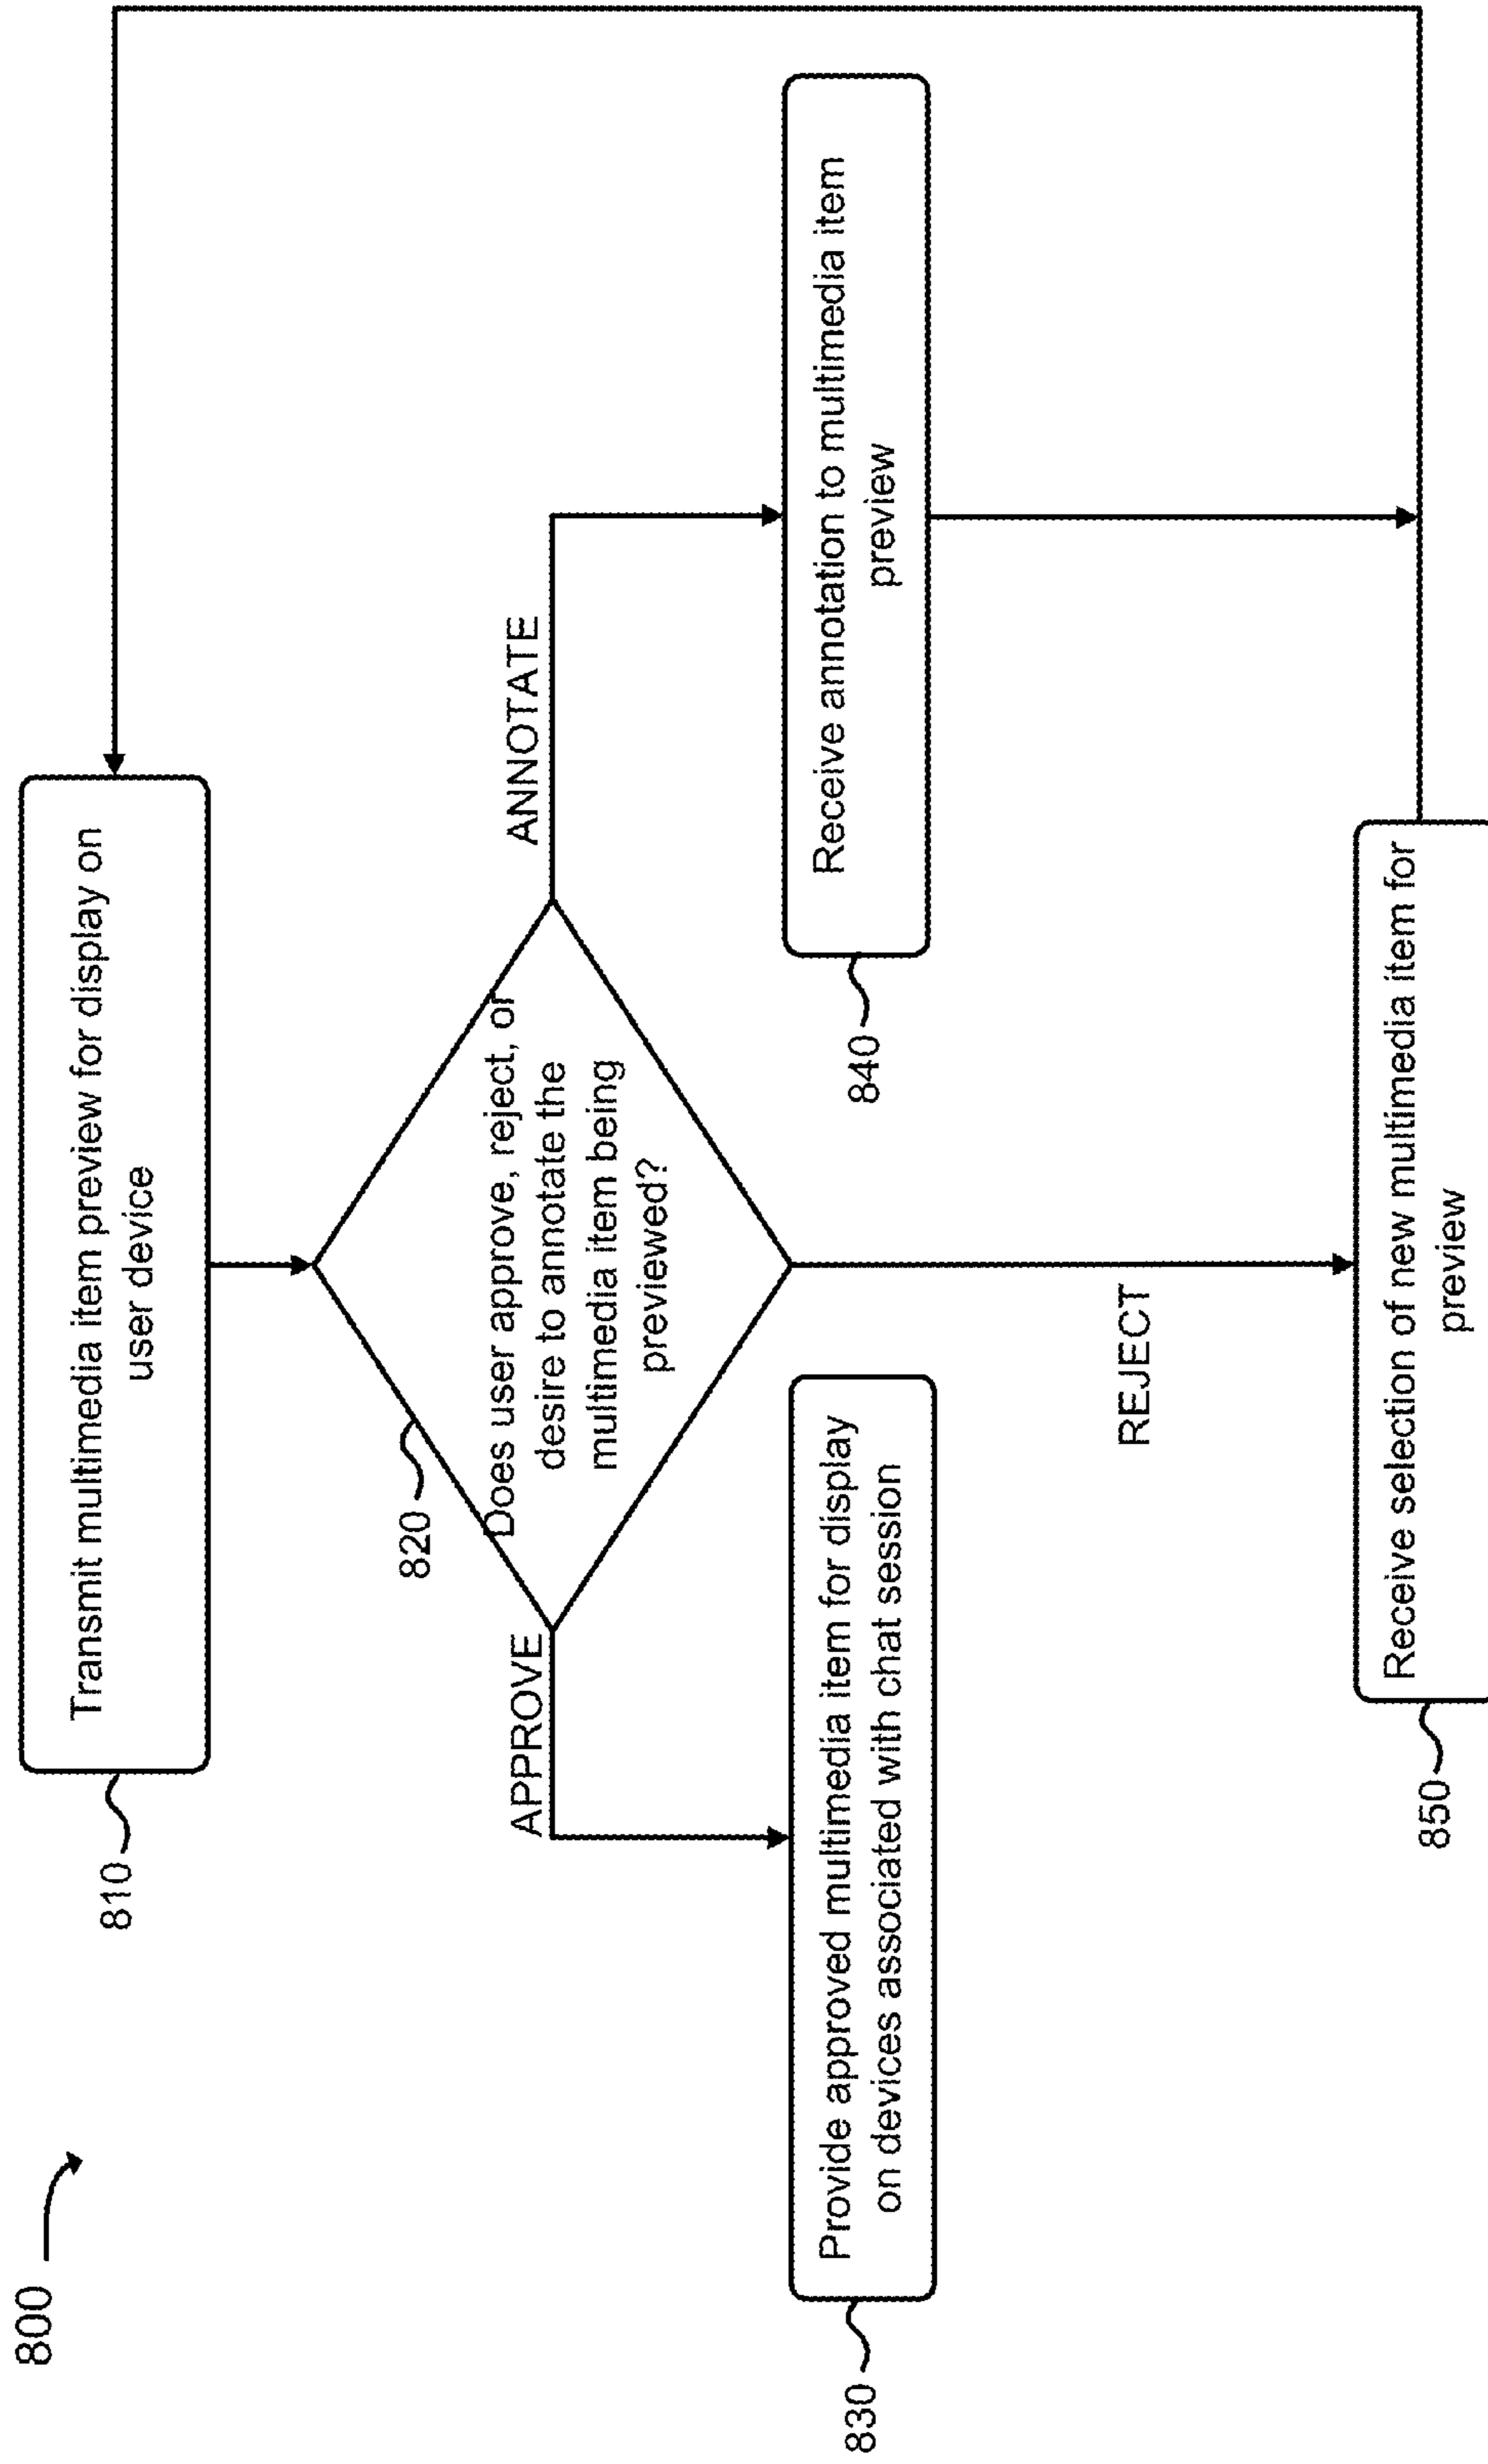 800
810
Transmit multimedia item preview for display on
user device
820
Does user approve, reject, or
desire to annotate the
multimedia item being
previewed?
APPROVE
ANNOTATE
830
Provide approved multimedia item for display
on devices associated with chat session
840
Receive annotation to multimedia item
preview
REJECT
850
Receive selection of new multimedia item for
preview